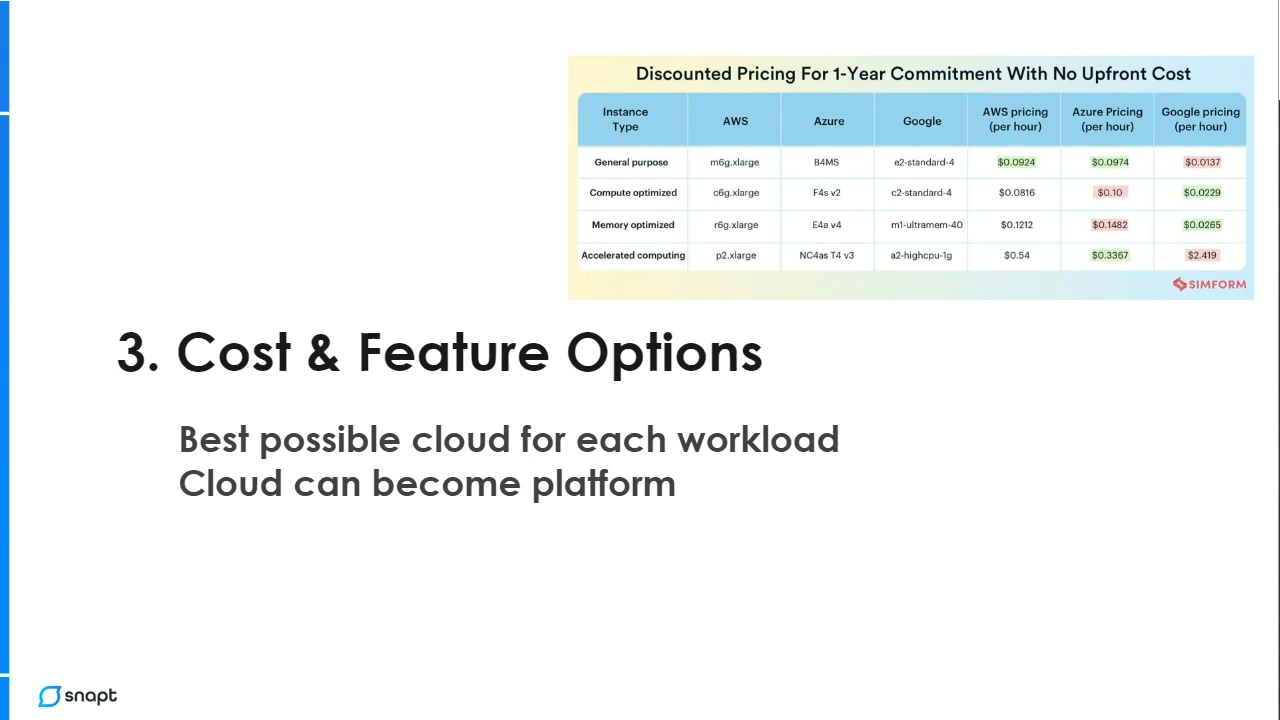 Discounted Pricing For 1-Year Commitment With No Upfront Cost
Instance Type AWS Azure Google AWS pricing (per hour) Azure Pricing (per hour) Google pricing (per hour)
General purpose m6g.xlarge B4MS e2-standard-4 $0.0924 $0.0974 $0.0137
Compute optimized c6g.xlarge F4s v2 c2-standard-4 $0.0816 $0.10 $0.0229
Memory optimized r6g.xlarge E4a v4 m1-ultramem-40 $0.1212 $0.1482 $0.0265
Accelerated computing p2.xlarge NC4as T4 v3 a2-highcpu-1g $0.54 $0.3367 $2.419
SIMFORM
3. Cost & Feature Options
Best possible cloud for each workload
Cloud can become platform
snapt